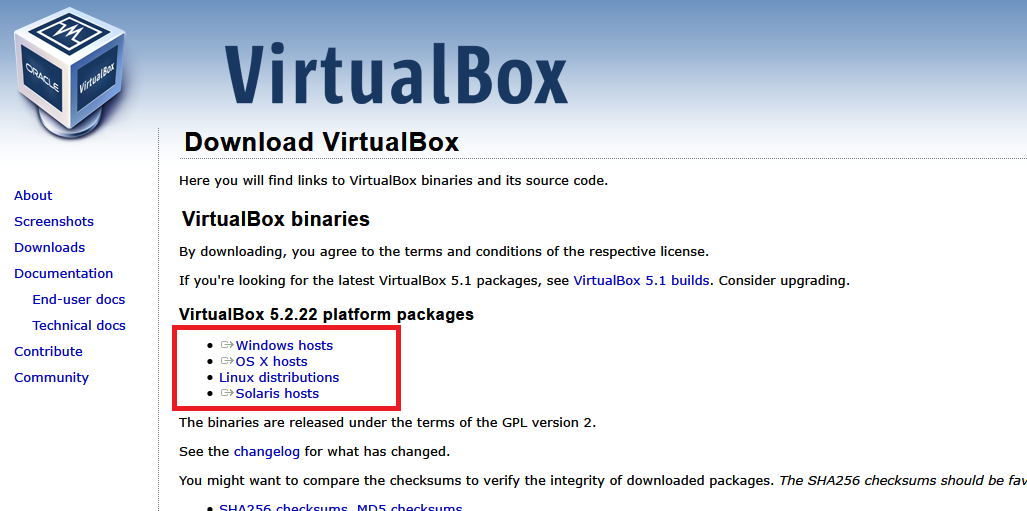 ORACLE
VirtualBox
VirtualBox
Download VirtualBox
Here you will find links to VirtualBox binaries and its source code.
About
Screenshots
Downloads
Documentation
End-user docs
Technical docs
Contribute
Community
VirtualBox binaries
By downloading, you agree to the terms and conditions of the respective license.
If you're looking for the latest VirtualBox 5.1 packages, see VirtualBox 5.1 builds. Consider upgrading.
VirtualBox 5.2.22 platform packages
Windows hosts
OS X hosts
Linux distributions
Solaris hosts
The binaries are released under the terms of the GPL version 2.
See the changelog for what has changed.
You might want to compare the checksums to verify the integrity of downloaded packages. The SHA256 checksums should be fav
SHA256 checksums, MD5 checksums